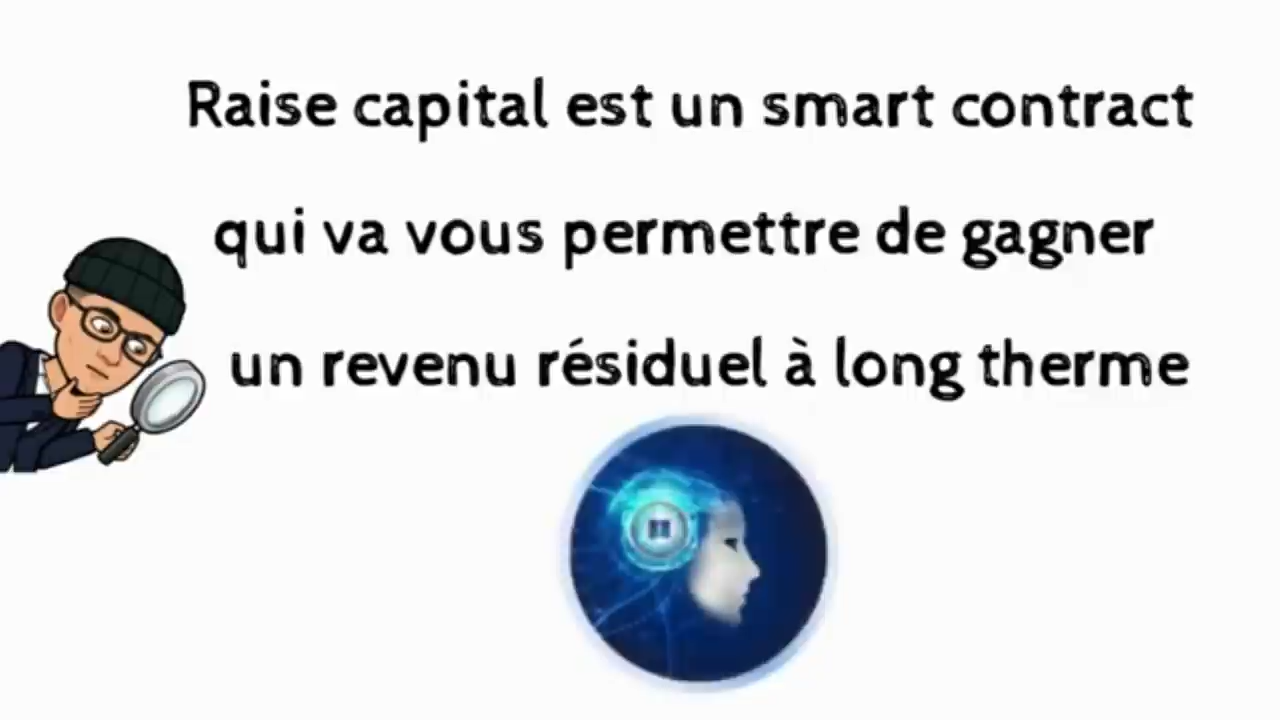 Raise capital est un smart contract
qui va vous permettre de gagner
un revenu résiduel à long therme